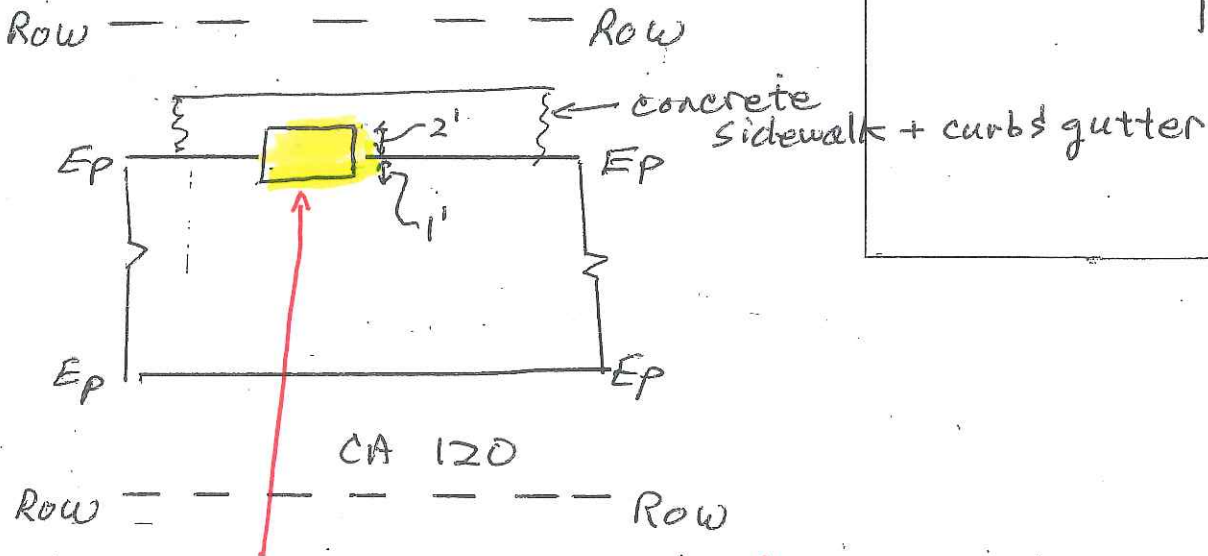 Row Row
concrete
sidewalk + curb & gutter
2'
Ep Ep
1'
Ep Ep
CA 120
Row Row